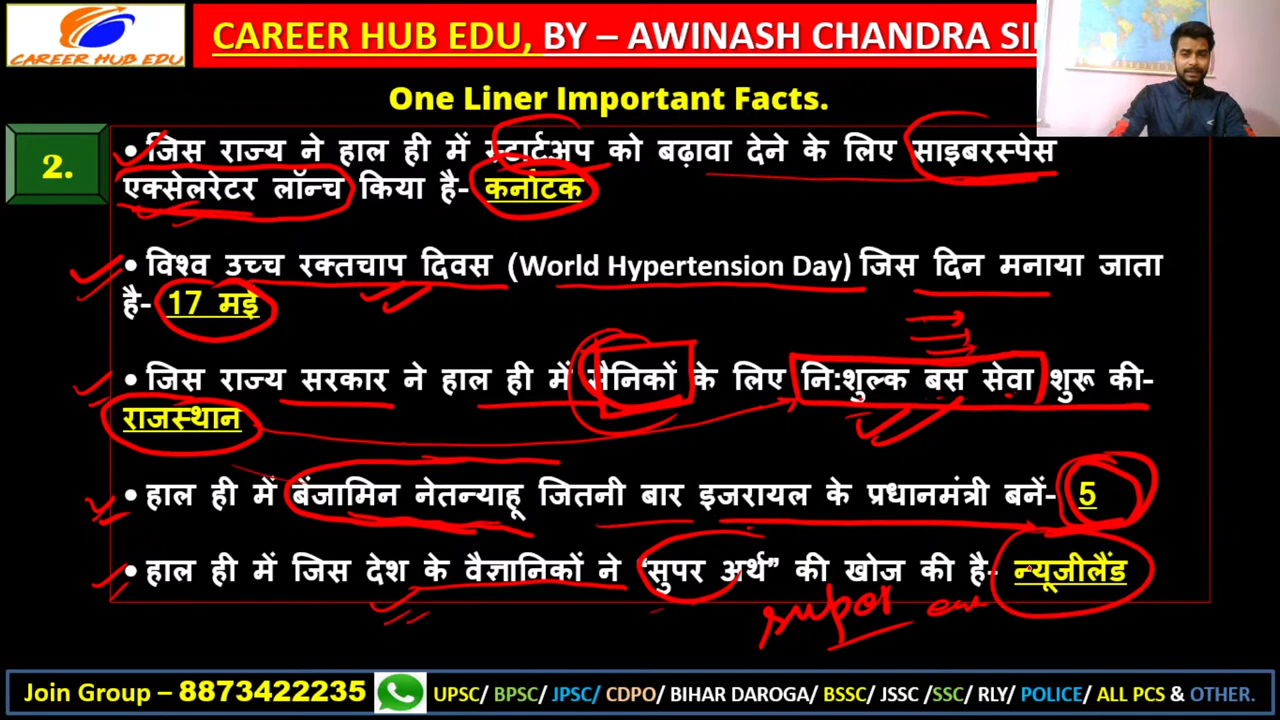 CAREER HUB EDU
CAREER HUB EDU, BY – AWINASH CHANDRA
One Liner Important Facts.
2.
• जिस राज्य ने हाल ही में स्टार्टअप को बढ़ावा देने के लिए साइबरस्पेस
एक्सेलरेटर लॉन्च किया है- कर्नाटक
• विश्व उच्च रक्तचाप दिवस (World Hypertension Day) जिस दिन मनाया जाता
है- 17 मई
• जिस राज्य सरकार ने हाल ही में सैनिकों के लिए नि:शुल्क बस सेवा शुरू की-
राजस्थान
• हाल ही में बेंजामिन नेतन्याहू जितनी बार इजरायल के प्रधानमंत्री बनें- 5
• हाल ही में जिस देश के वैज्ञानिकों ने “सुपर अर्थ” की खोज की है- न्यूजीलैंड
super
Join Group – 8873422235 UPSC/ BPSC/ JPSC/ CDPO/ BIHAR DAROGA/ BSSC/ JSSC /SSC/ RLY/ POLICE/ ALL PCS & OTHER.